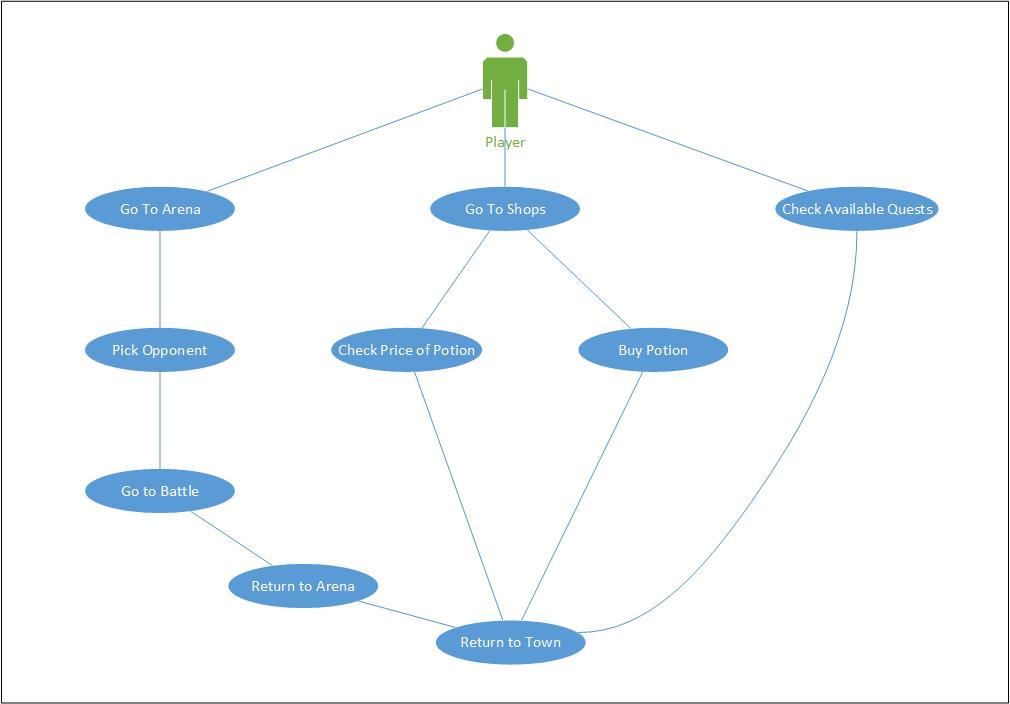 Player
Go To Arena
Go To Shops
Check Available Quests
Pick Opponent
Check Price of Potion
Buy Potion
Go to Battle
Return to Arena
Return to Town